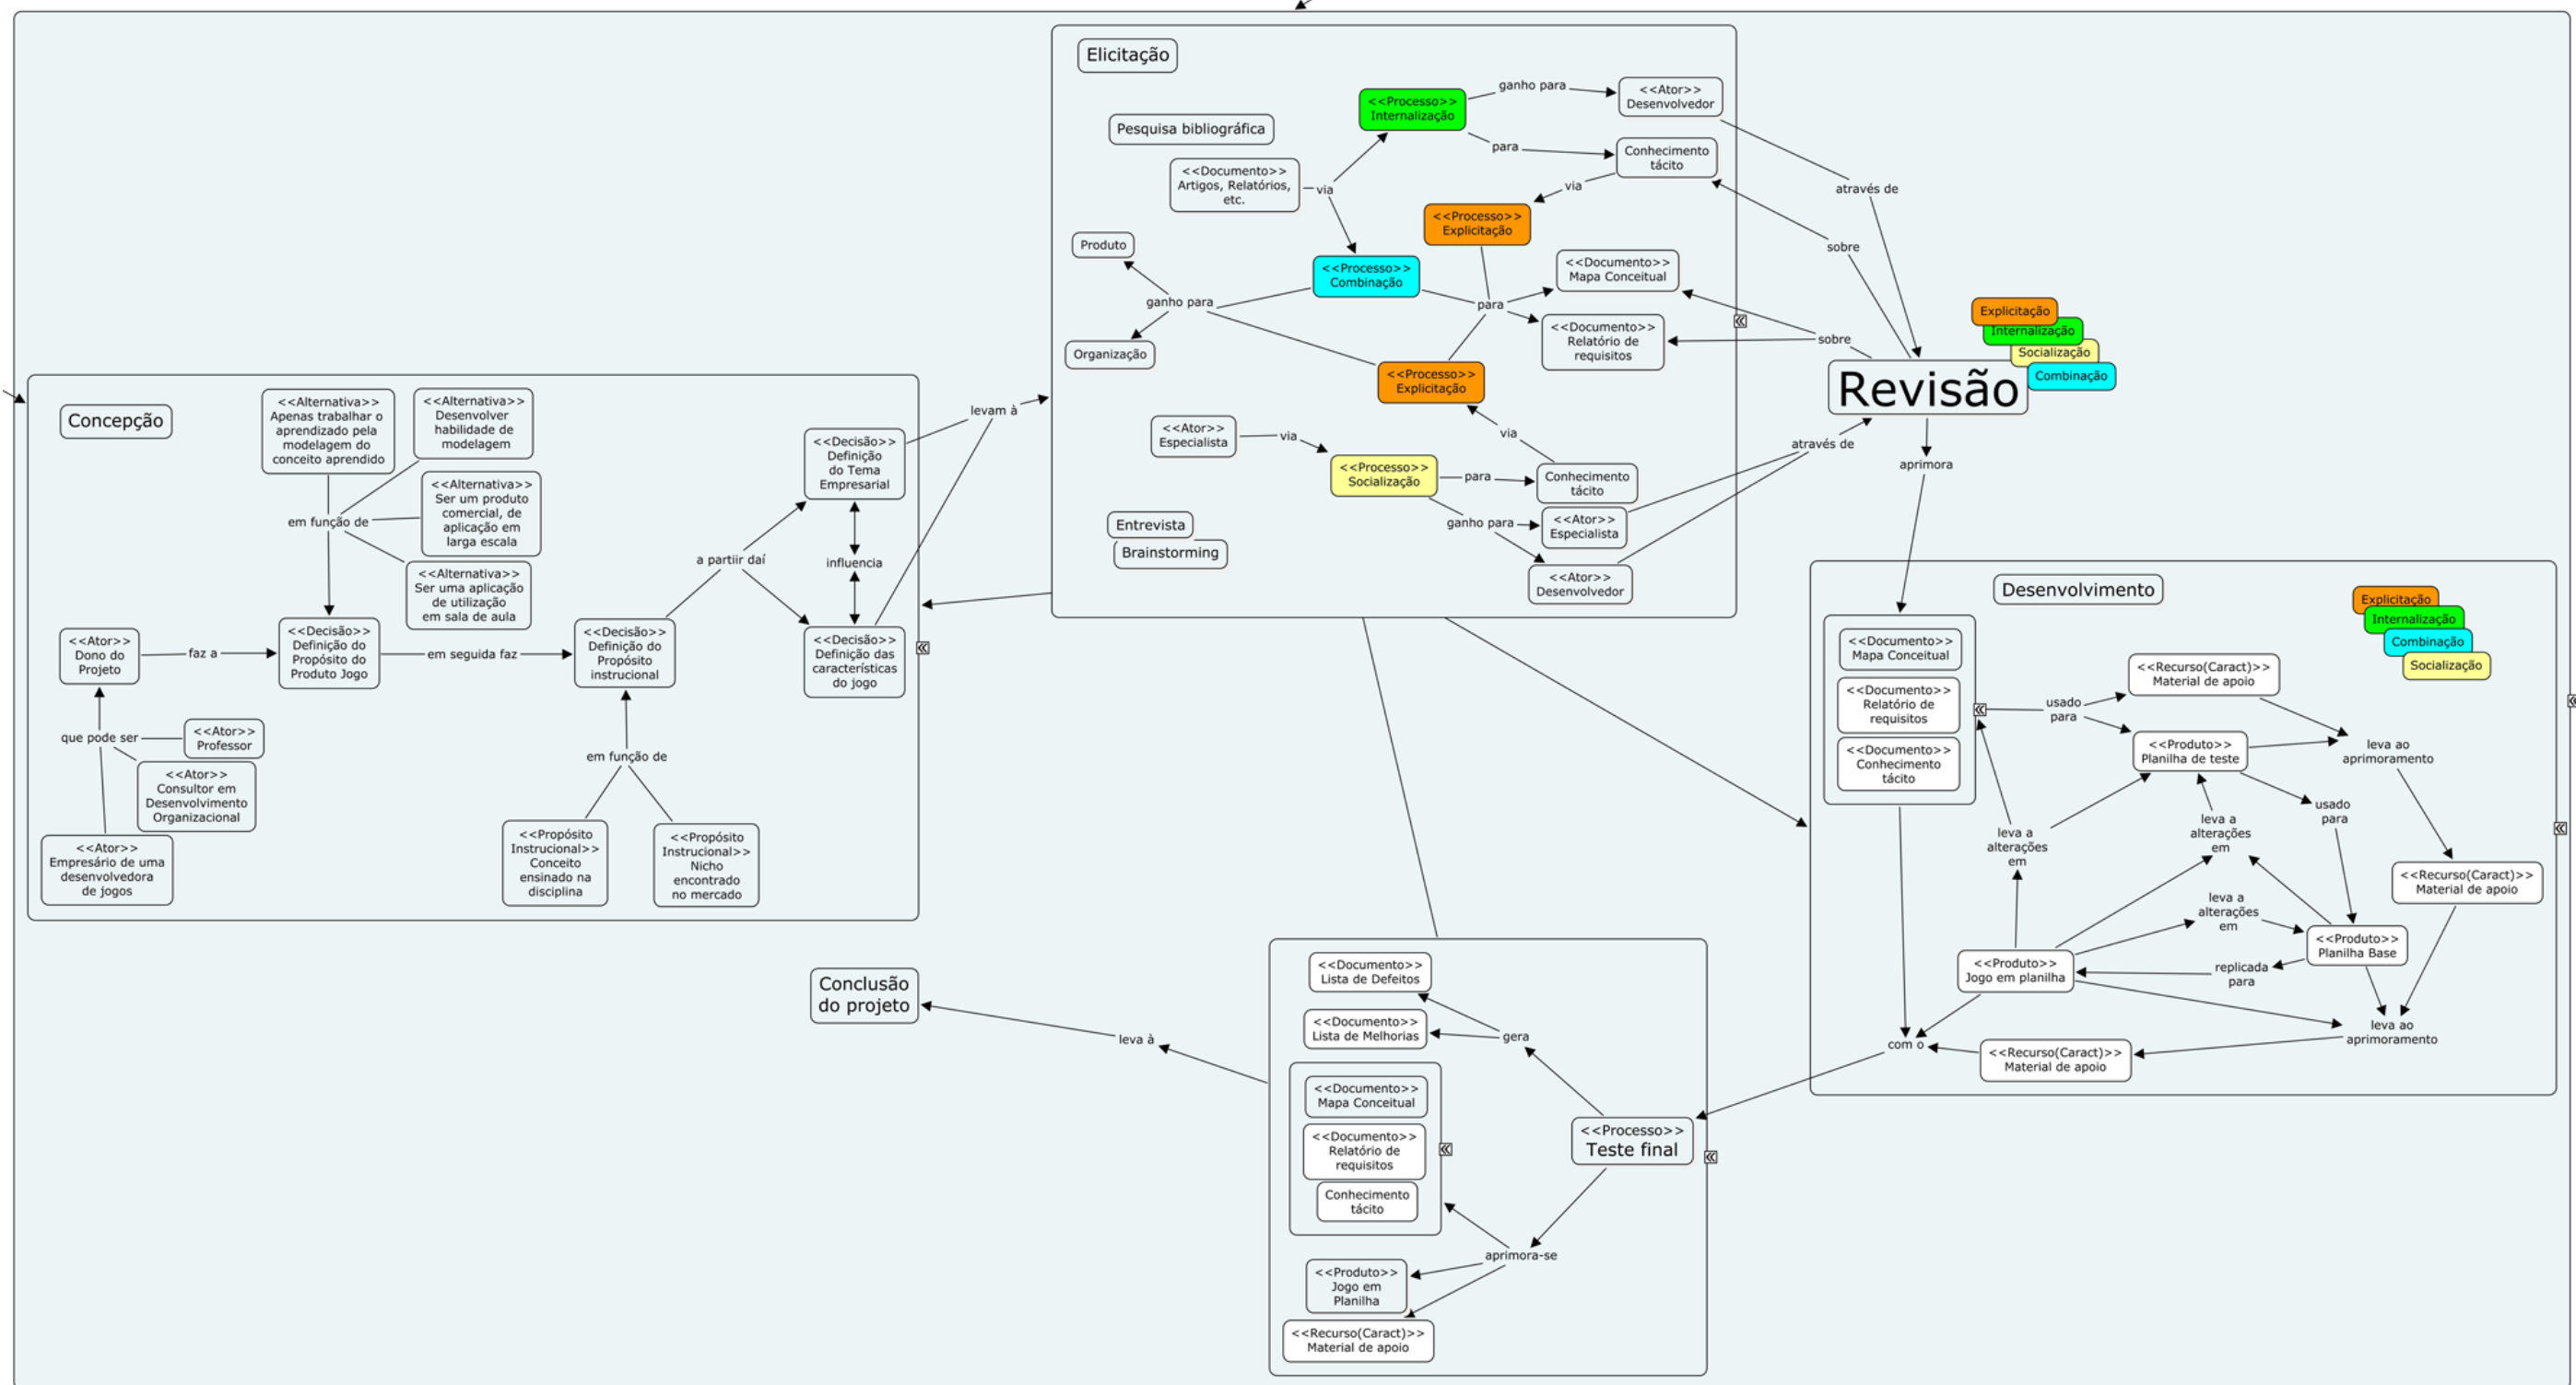 Elicitação
Pesquisa bibliográfica
<<Documento>>
Artigos, Relatórios,
etc.
via
<<Processo>>
Internalização
ganho para
<<Ator>>
Desenvolvedor
para
Conhecimento
tácito
via
<<Processo>>
Explicitação
Produto
ganho para
Organização
<<Processo>>
Combinação
para
<<Documento>>
Mapa Conceitual
<<Documento>>
Relatório de
requisitos
<<Processo>>
Explicitação
via
<<Ator>>
Especialista
via
<<Processo>>
Socialização
para
Conhecimento
tácito
ganho para
<<Ator>>
Especialista
<<Ator>>
Desenvolvedor
Entrevista
Brainstorming
através de
sobre
sobre
através de
Explicitação
Internalização
Socialização
Combinação
Revisão
aprimora
levam à
Concepção
<<Alternativa>>
Apenas trabalhar o
aprendizado pela
modelagem do
conceito aprendido
<<Alternativa>>
Desenvolver
habilidade de
modelagem
<<Alternativa>>
Ser um produto
comercial, de
aplicação em
larga escala
<<Alternativa>>
Ser uma aplicação
de utilização
em sala de aula
em função de
<<Ator>>
Dono do
Projeto
faz a
<<Decisão>>
Definição do
Propósito do
Produto Jogo
em seguida faz
<<Decisão>>
Definição do
Propósito
instrucional
a partiir daí
<<Decisão>>
Definição
do Tema
Empresarial
influencia
<<Decisão>>
Definição das
características
do jogo
que pode ser
<<Ator>>
Professor
<<Ator>>
Consultor em
Desenvolvimento
Organizacional
<<Ator>>
Empresário de uma
desenvolvedora
de jogos
em função de
<<Propósito
Instrucional>>
Conceito
ensinado na
disciplina
<<Propósito
Instrucional>>
Nicho
encontrado
no mercado
Desenvolvimento
Explicitação
Internalização
Combinação
Socialização
<<Documento>>
Mapa Conceitual
<<Documento>>
Relatório de
requisitos
<<Documento>>
Conhecimento
tácito
usado
para
<<Recurso(Caract)>>
Material de apoio
<<Produto>>
Planilha de teste
leva ao
aprimoramento
usado
para
leva a
alterações
em
leva a
alterações
em
<<Recurso(Caract)>>
Material de apoio
leva a
alterações
em
<<Produto>>
Planilha Base
<<Produto>>
Jogo em planilha
replicada
para
leva ao
aprimoramento
com o
<<Recurso(Caract)>>
Material de apoio
Conclusão
do projeto
leva à
<<Documento>>
Lista de Defeitos
<<Documento>>
Lista de Melhorias
gera
<<Documento>>
Mapa Conceitual
<<Documento>>
Relatório de
requisitos
Conhecimento
tácito
<<Processo>>
Teste final
aprimora-se
<<Produto>>
Jogo em
Planilha
<<Recurso(Caract)>>
Material de apoio